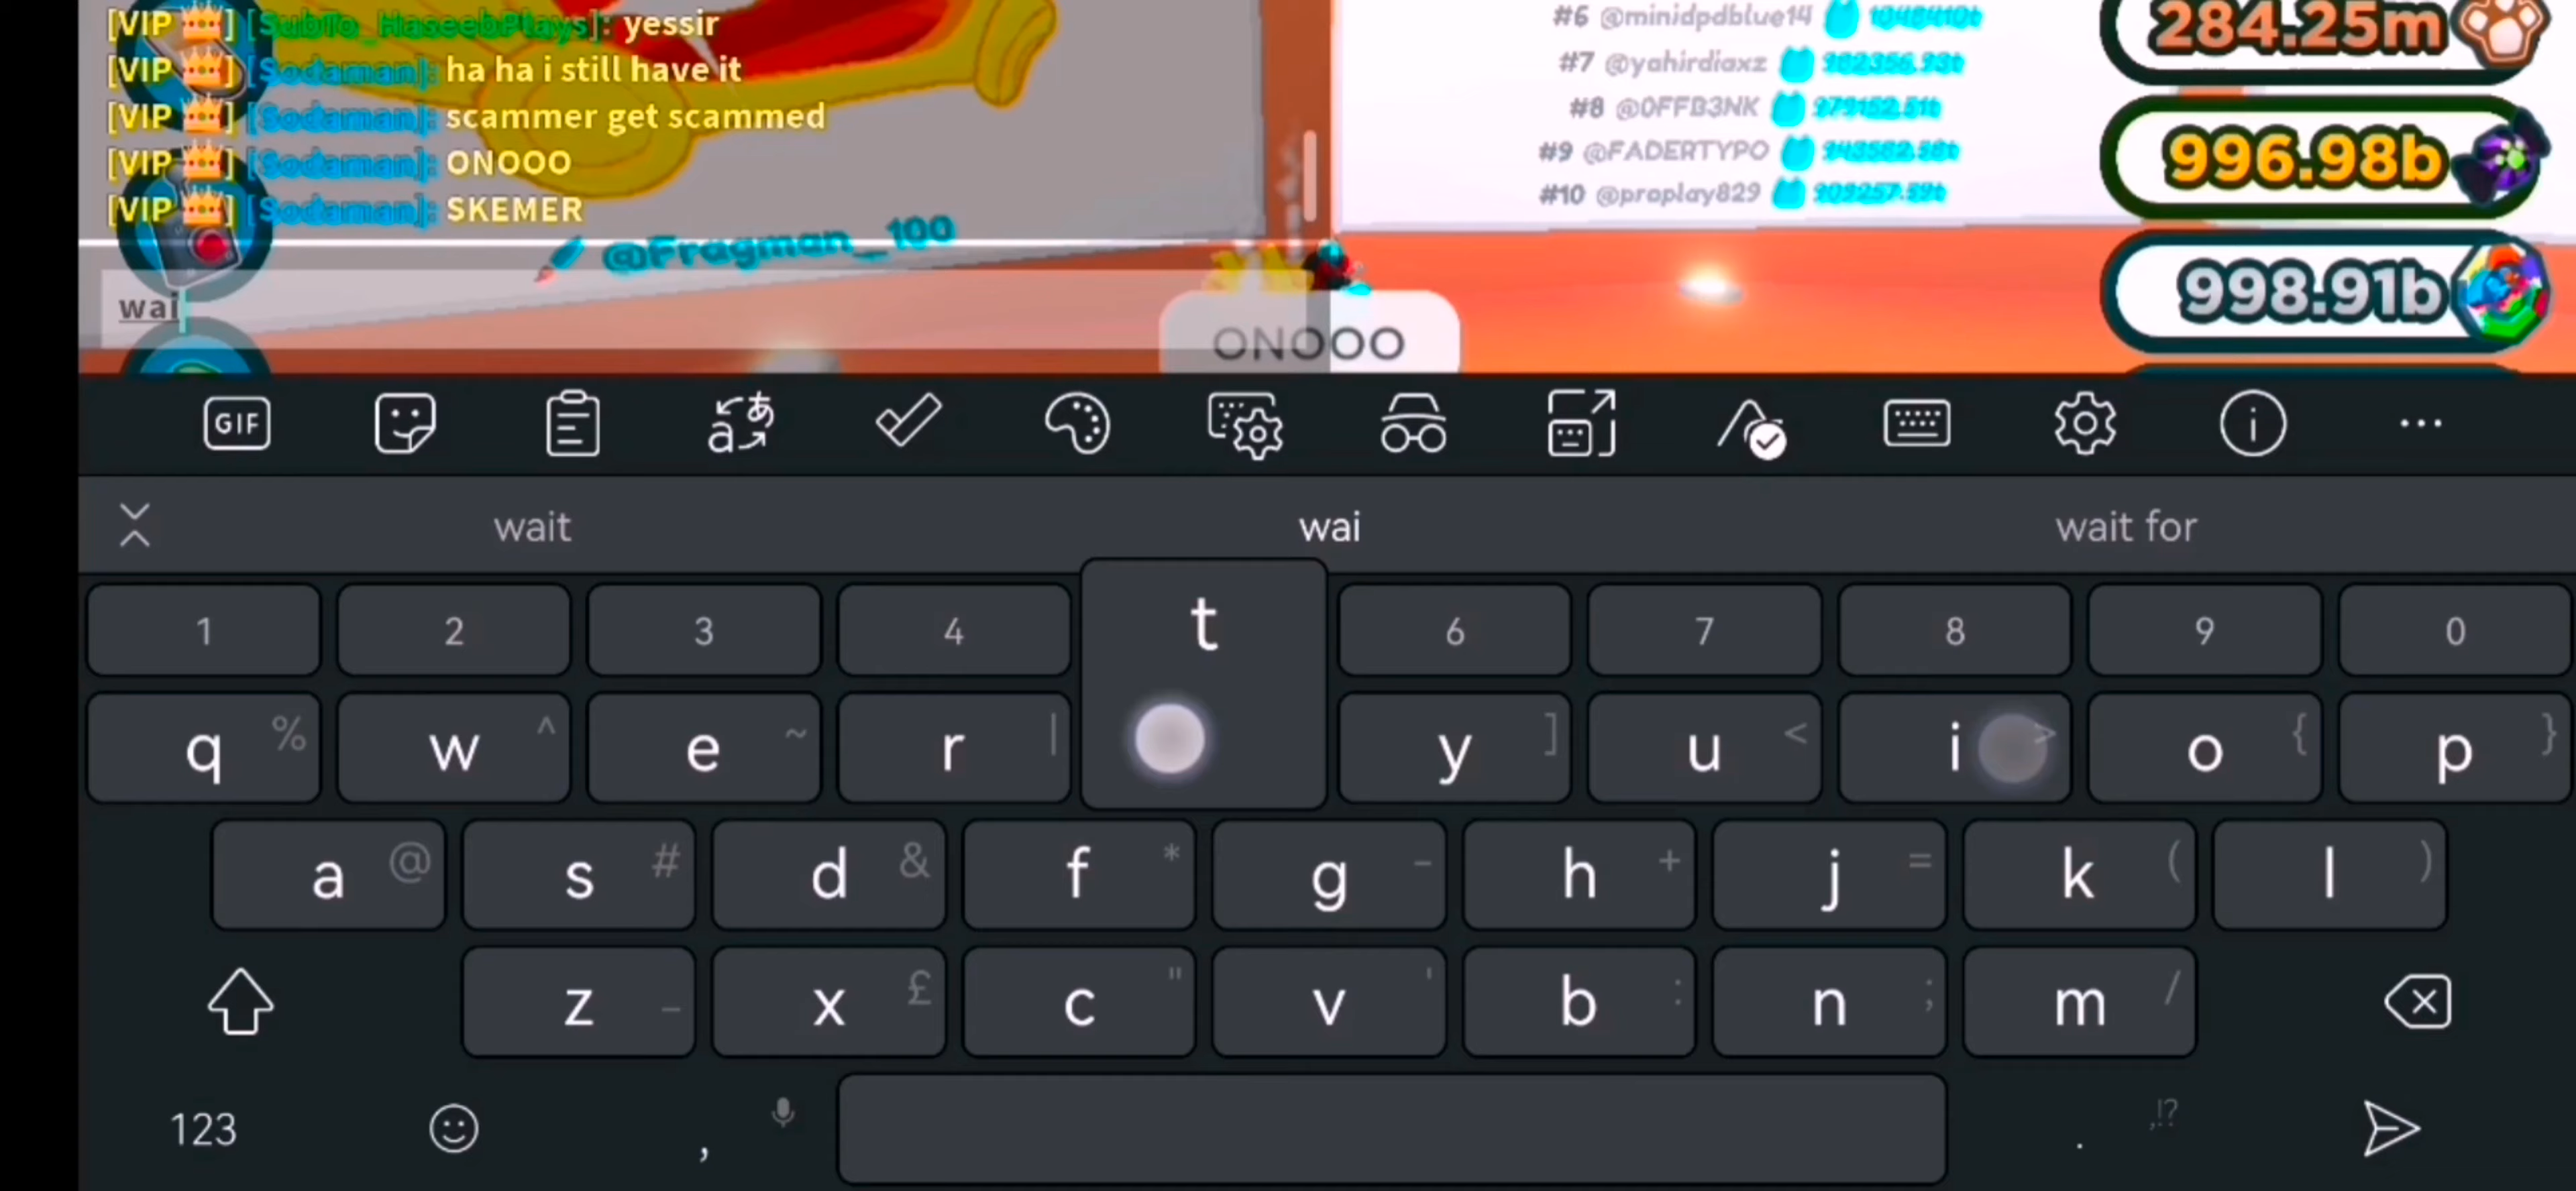 [VIP 👑] [SubTo_HaseebPlays]: yessir
[VIP 👑] [Sodaman]: ha ha i still have it
[VIP 👑] [Sodaman]: scammer get scammed
[VIP 👑] [Sodaman]: ONOOO
[VIP 👑] [Sodaman]: SKEMER
@Fragman_100
wai
ONOOO
#6 @minidpdblue14
#7 @yahirdiaxz
#8 @0FFB3NK
#9 @FADERTYPO
#10 @proplay829
284.25m
996.98b
998.91b
GIF
a あ
wait wai wait for
1 2 3 4 t 6 7 8 9 0
q % w ^ e ~ r | y ] u < i > o { p }
a @ s # d & f * g - h + j = k ( l )
z _ x £ c " v ' b : n ; m /
123 , . ,!?